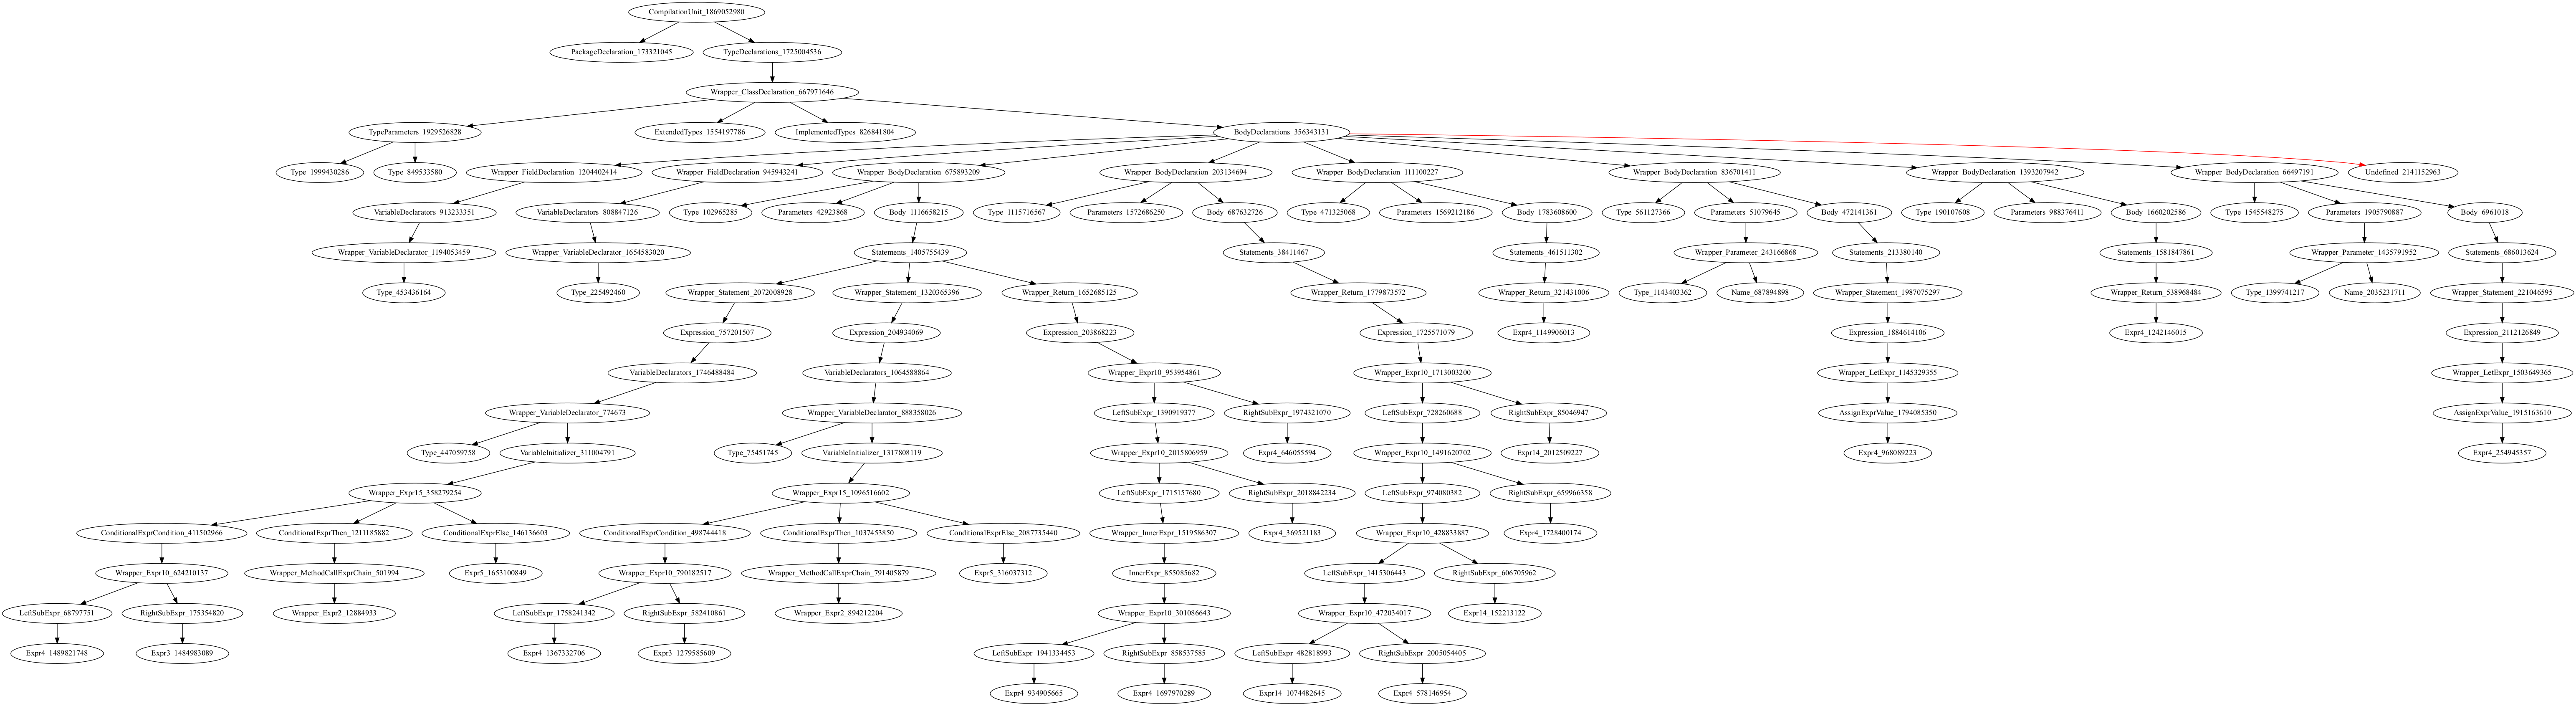 CompilationUnit_1869052980
PackageDeclaration_173321045
TypeDeclarations_1725004536
Wrapper_ClassDeclaration_667971646
TypeParameters_1929526828
ExtendedTypes_1554197786
ImplementedTypes_826841804
BodyDeclarations_356343131
Type_1999430286
Type_849533580
Wrapper_FieldDeclaration_1204402414
Wrapper_FieldDeclaration_945943241
Wrapper_BodyDeclaration_675893209
Wrapper_BodyDeclaration_203134694
Wrapper_BodyDeclaration_111100227
Wrapper_BodyDeclaration_836701411
Wrapper_BodyDeclaration_1393207942
Wrapper_BodyDeclaration_66497191
Undefined_2141152963
VariableDeclarators_913233351
VariableDeclarators_808847126
Type_102965285
Parameters_42923868
Body_1116658215
Type_1115716567
Parameters_1572686250
Body_687632726
Type_471325068
Parameters_1569212186
Body_1783608600
Type_561127366
Parameters_51079645
Body_472141361
Type_190107608
Parameters_988376411
Body_1660202586
Type_1545548275
Parameters_1905790887
Body_6961018
Wrapper_VariableDeclarator_1194053459
Wrapper_VariableDeclarator_1654583020
Statements_1405755439
Statements_38411467
Statements_461511302
Wrapper_Parameter_243166868
Statements_213380140
Statements_1581847861
Wrapper_Parameter_1435791952
Statements_686013624
Type_453436164
Type_225492460
Wrapper_Statement_2072008928
Wrapper_Statement_1320365396
Wrapper_Return_1652685125
Wrapper_Return_1779873572
Wrapper_Return_321431006
Type_1143403362
Name_687894898
Wrapper_Statement_1987075297
Wrapper_Return_538968484
Type_1399741217
Name_2035231711
Wrapper_Statement_221046595
Expression_757201507
Expression_204934069
Expression_203868223
Expression_1725571079
Expr4_1149906013
Expression_1884614106
Expr4_1242146015
Expression_2112126849
VariableDeclarators_1746488484
VariableDeclarators_1064588864
Wrapper_Expr10_953954861
Wrapper_Expr10_1713003200
Wrapper_LetExpr_1145329355
Wrapper_LetExpr_1503649365
Wrapper_VariableDeclarator_774673
Wrapper_VariableDeclarator_888358026
LeftSubExpr_1390919377
RightSubExpr_1974321070
LeftSubExpr_728260688
RightSubExpr_85046947
AssignExprValue_1794085350
AssignExprValue_1915163610
Type_447059758
VariableInitializer_311004791
Type_75451745
VariableInitializer_1317808119
Wrapper_Expr10_2015806959
Expr4_646055594
Wrapper_Expr10_1491620702
Expr14_2012509227
Expr4_968089223
Expr4_254945357
Wrapper_Expr15_358279254
Wrapper_Expr15_1096516602
LeftSubExpr_1715157680
RightSubExpr_2018842234
LeftSubExpr_974080382
RightSubExpr_659966358
ConditionalExprCondition_411502966
ConditionalExprThen_1211185882
ConditionalExprElse_146136603
ConditionalExprCondition_498744418
ConditionalExprThen_1037453850
ConditionalExprElse_2087735440
Wrapper_InnerExpr_1519586307
Expr4_369521183
Wrapper_Expr10_428833887
Expr4_1728400174
Wrapper_Expr10_624210137
Wrapper_MethodCallExprChain_501994
Expr5_1653100849
Wrapper_Expr10_790182517
Wrapper_MethodCallExprChain_791405879
Expr5_316037312
InnerExpr_855085682
LeftSubExpr_1415306443
RightSubExpr_606705962
LeftSubExpr_68797751
RightSubExpr_175354820
Wrapper_Expr2_12884933
LeftSubExpr_1758241342
RightSubExpr_582410861
Wrapper_Expr2_894212204
Wrapper_Expr10_301086643
Wrapper_Expr10_472034017
Expr14_152213122
Expr4_1489821748
Expr3_1484983089
Expr4_1367332706
Expr3_1279585609
LeftSubExpr_1941334453
RightSubExpr_858537585
LeftSubExpr_482818993
RightSubExpr_2005054405
Expr4_934905665
Expr4_1697970289
Expr14_1074482645
Expr4_578146954